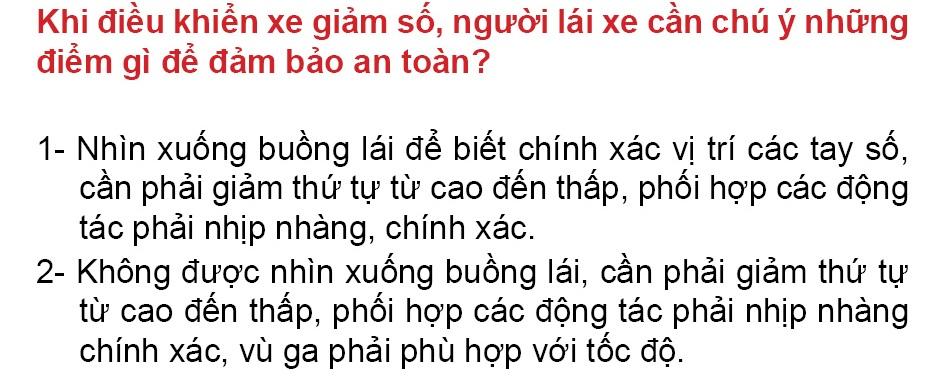 Khi điều khiển xe giảm số, người lái xe cần chú ý những
điểm gì để đảm bảo an toàn?
1- Nhìn xuống buồng lái để biết chính xác vị trí các tay số,
cần phải giảm thứ tự từ cao đến thấp, phối hợp các động
tác phải nhịp nhàng, chính xác.
2- Không được nhìn xuống buồng lái, cần phải giảm thứ tự
từ cao đến thấp, phối hợp các động tác phải nhịp nhàng
chính xác, vù ga phải phù hợp với tốc độ.